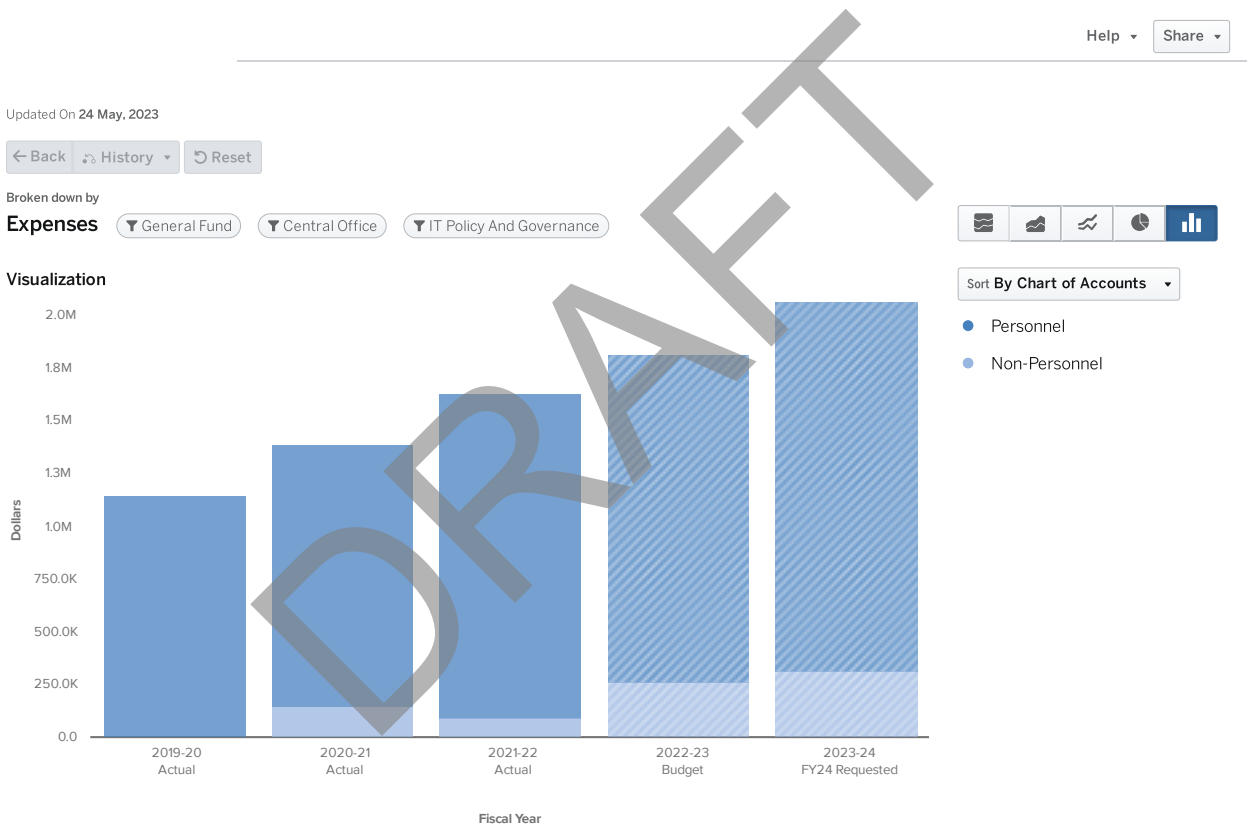 Help
Share
Updated On 24 May, 2023
Back
History
Reset
Broken down by
Expenses
General Fund
Central Office
IT Policy And Governance
Visualization
Sort By Chart of Accounts
Personnel
Non-Personnel
2.0M
1.8M
1.5M
1.3M
1.0M
750.0K
500.0K
250.0K
0.0
Dollars
2019-20
Actual
2020-21
Actual
2021-22
Actual
2022-23
Budget
2023-24
FY24 Requested
Fiscal Year
DRAFT